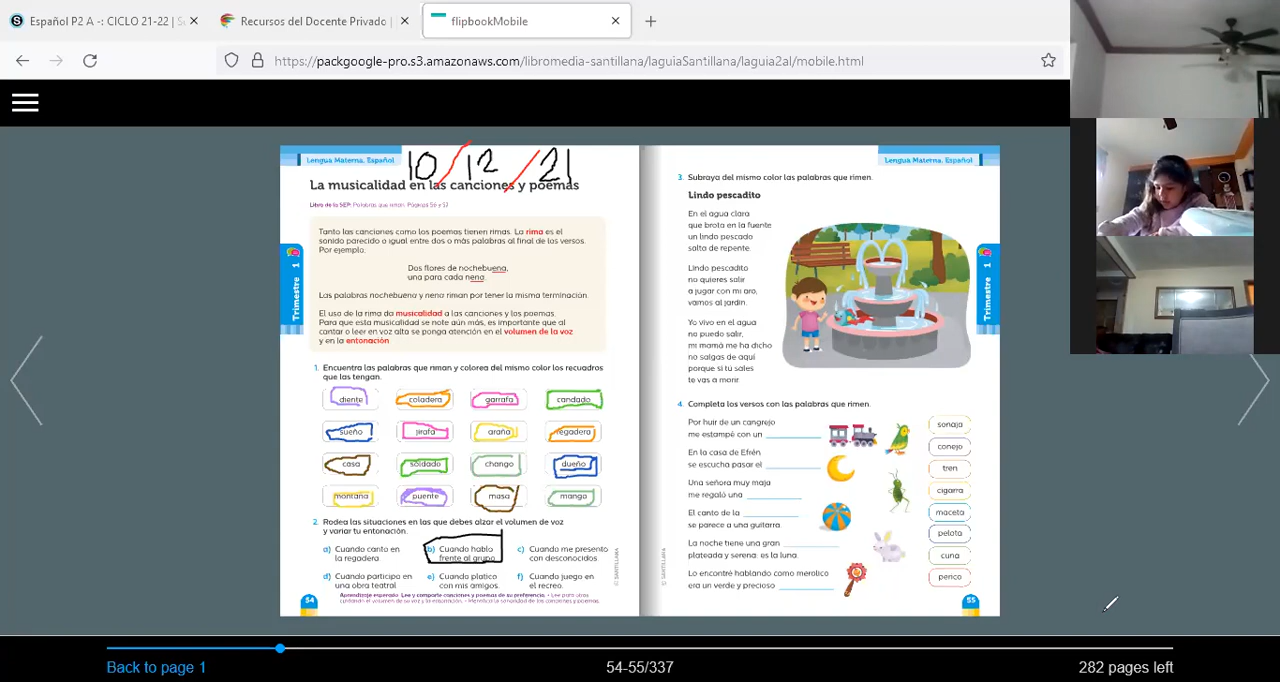 Español P2 A -: CICLO 21-22 | S
Recursos del Docente Privado |
flipbookMobile
https://packgoogle-pro.s3.amazonaws.com/libromedia-santillana/laguiaSantillana/laguia2al/mobile.html
Lengua Materna. Español
10/12/21
La musicalidad en las canciones y poemas
Libro de la SEP: Palabras que riman. Páginas 56 y 57
Trimestre 1
Tanto las canciones como los poemas tienen rimas. La rima es el
sonido parecido o igual entre dos o más palabras al final de los versos.
Por ejemplo:
Dos flores de nochebuena,
una para cada nena.
Las palabras nochebuena y nena riman por tener la misma terminación.
El uso de la rima da musicalidad a las canciones y los poemas.
Para que esta musicalidad se note aún más, es importante que al
cantar o leer en voz alta se ponga atención en el volumen de la voz
y en la entonación
1. Encuentra las palabras que riman y colorea del mismo color los recuadros
que las tengan.
diente coladera garrafa candado
sueño jirafa araña regadera
casa soldado chango dueño
montaña puente masa mango
2. Rodea las situaciones en las que debes alzar el volumen de voz
y variar tu entonación.
a) Cuando canto en
la regadera.
b) Cuando hablo
frente al grupo.
c) Cuando me presento
con desconocidos.
d) Cuando participo en
una obra teatral
e) Cuando platico
con mis amigos.
f) Cuando juego en
el recreo.
© SANTILLANA
54
Lengua Materna. Español
3. Subraya del mismo color las palabras que rimen.
Lindo pescadito
En el agua clara
que brota en la fuente
un lindo pescado
salta de repente.
Lindo pescadito
no quieres salir
a jugar con mi aro,
vamos al jardín.
Yo vivo en el agua
no puedo salir,
mi mamá me ha dicho
no salgas de aquí
porque si tú sales
te vas a morir
Trimestre 1
4. Completa los versos con las palabras que rimen.
Por huir de un cangrejo
me estampé con un
En la casa de Efrén
se escucha pasar el
Una señora muy maja
me regaló una
El canto de la
se parece a una guitarra.
La noche tiene una gran
plateada y serena: es la luna.
Lo encontré hablando como merolico
era un verde y precioso
sonaja
conejo
tren
cigarra
maceta
pelota
cuna
perico
© SANTILLANA
55
Back to page 1
54-55/337
282 pages left